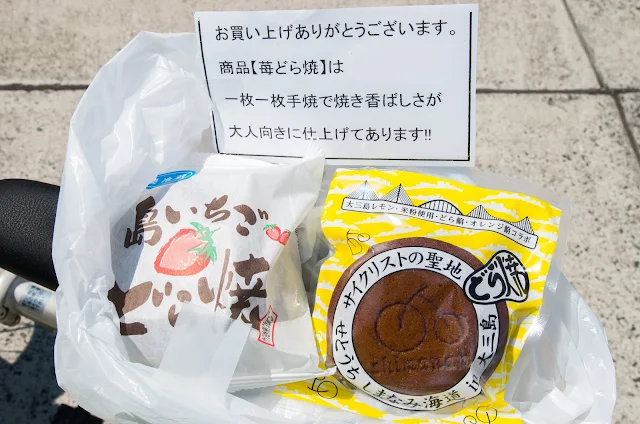 お買い上げありがとうございます。
商品【苺どら焼】は
一枚一枚手焼で焼き香ばしさが
大人向きに仕上げてあります!!
島いちご
どら焼
大三島レモン・米粉使用・どら餡・オレンジ餡コラボ
サイクリストの聖地
どら焼
しまなみ海道
in 大三島
shimanami